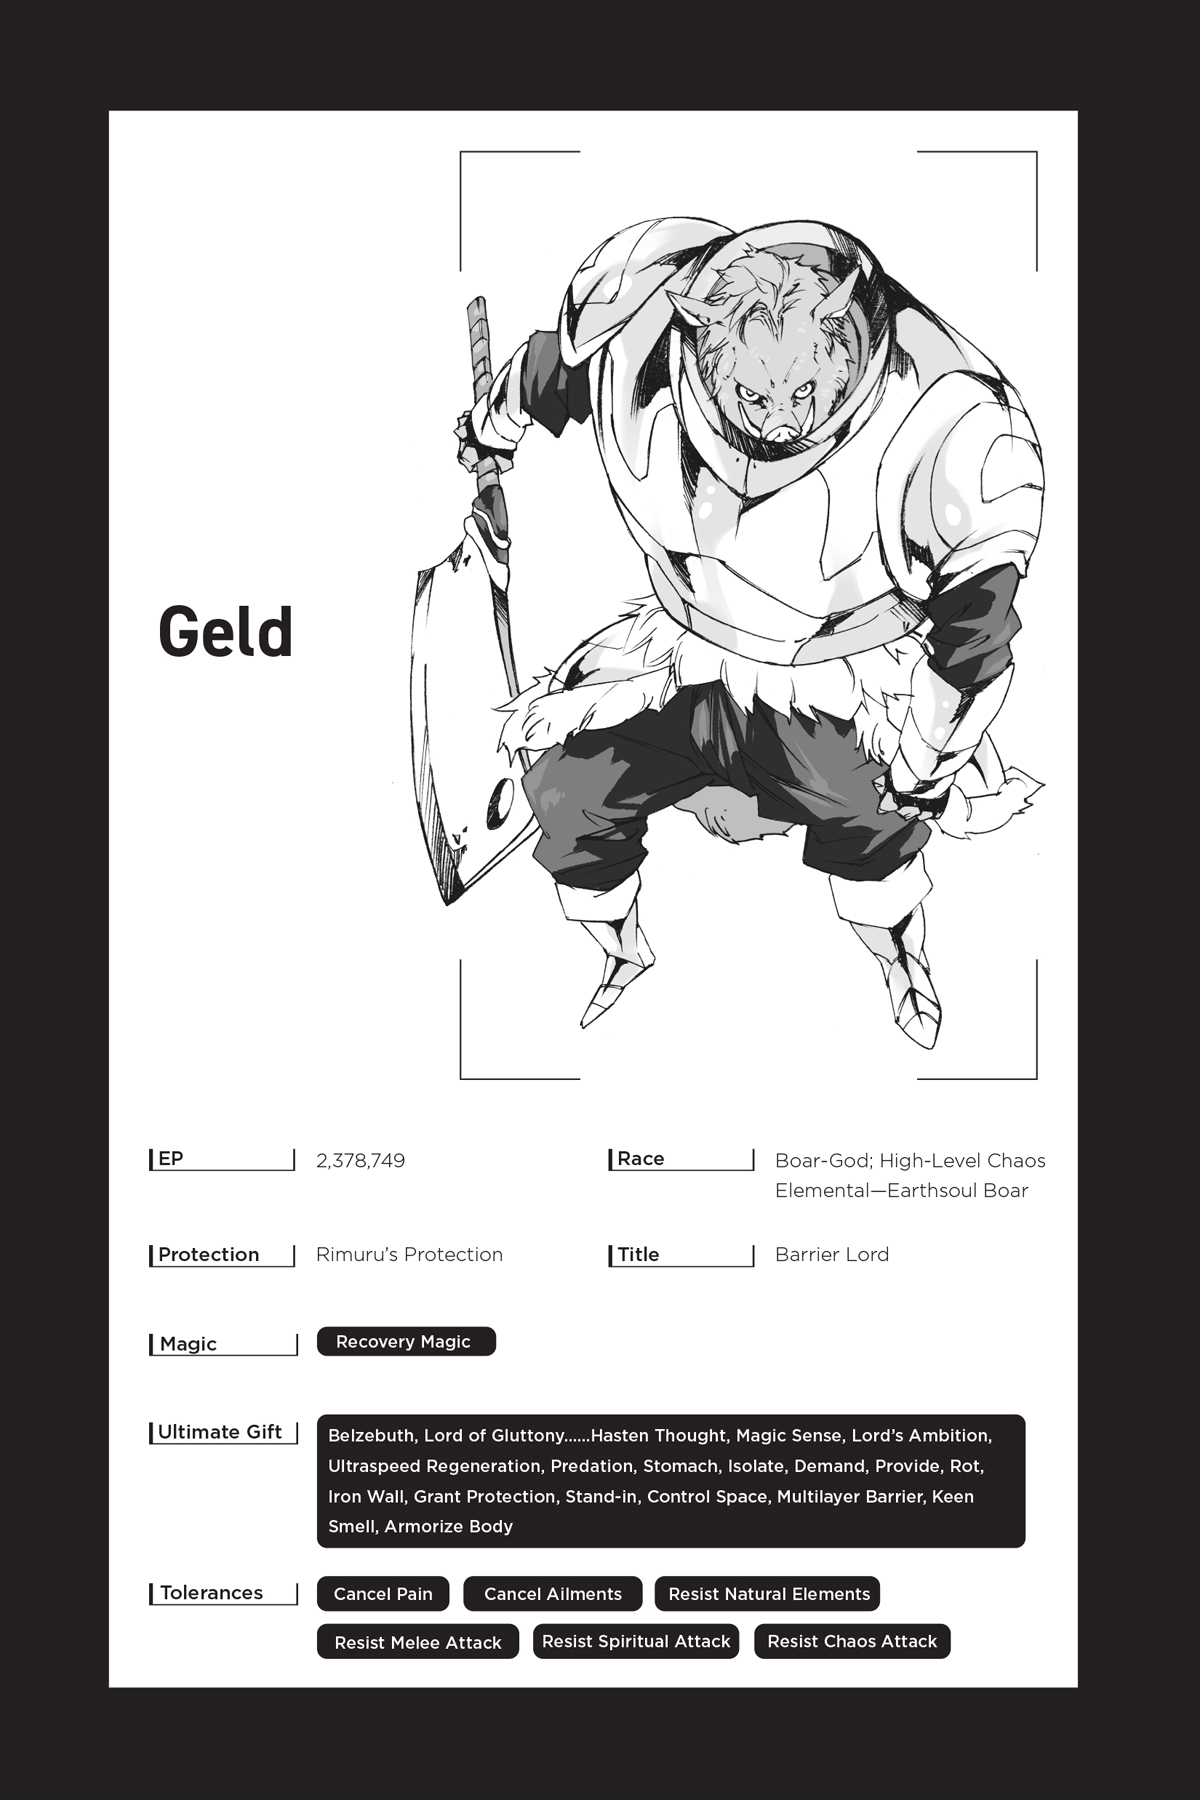 Geld
EP
2,378,749
Race
Boar-God; High-Level Chaos
Elemental—Earthsoul Boar
Protection
Rimuru’s Protection
Title
Barrier Lord
Magic
Recovery Magic
Ultimate Gift
Belzebuth, Lord of Gluttony......Hasten Thought, Magic Sense, Lord’s Ambition,
Ultraspeed Regeneration, Predation, Stomach, Isolate, Demand, Provide, Rot,
Iron Wall, Grant Protection, Stand-in, Control Space, Multilayer Barrier, Keen
Smell, Armorize Body
Tolerances
Cancel Pain
Cancel Ailments
Resist Natural Elements
Resist Melee Attack
Resist Spiritual Attack
Resist Chaos Attack